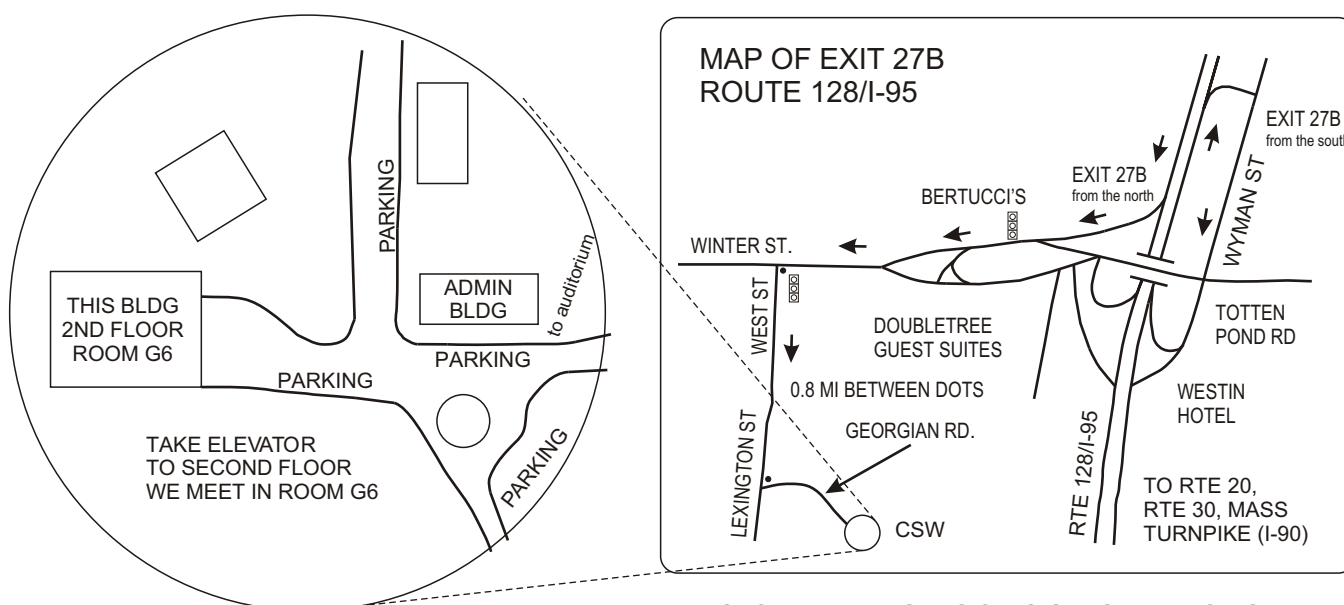 PARKING
to auditorium
ADMIN
BLDG
THIS BLDG
2ND FLOOR
ROOM G6
PARKING
PARKING
PARKING
TAKE ELEVATOR
TO SECOND FLOOR
WE MEET IN ROOM G6
MAP OF EXIT 27B
ROUTE 128/I-95
EXIT 27B
from the south
EXIT 27B
from the north
WYMAN ST
BERTUCCI'S
WINTER ST.
WEST ST
DOUBLETREE
GUEST SUITES
TOTTEN
POND RD
0.8 MI BETWEEN DOTS
WESTIN
HOTEL
GEORGIAN RD.
LEXINGTON ST
RTE 128/I-95
CSW
TO RTE 20,
RTE 30, MASS
TURNPIKE (I-90)